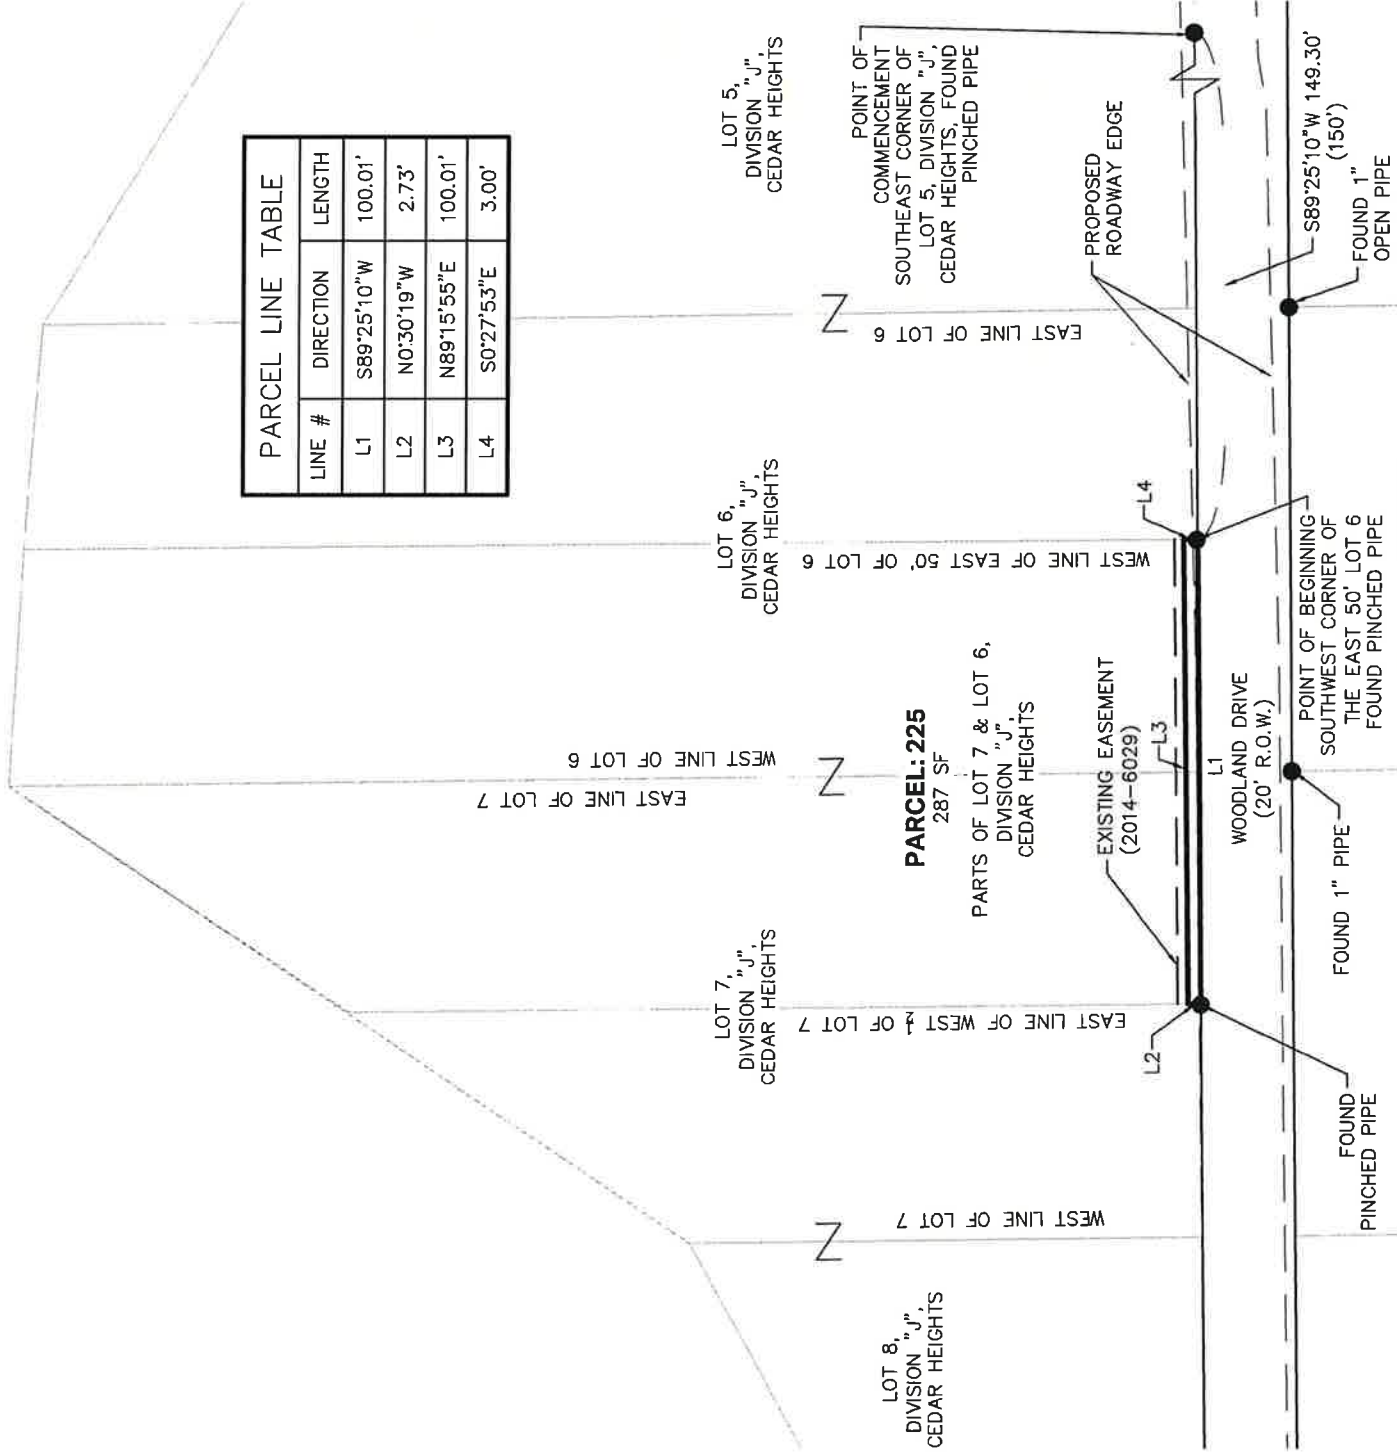 PARCEL LINE TABLE
LINE # DIRECTION LENGTH
L1 S89°25'10"W 100.01'
L2 N0°30'19"W 2.73'
L3 N89°15'55"E 100.01'
L4 S0°27'53"E 3.00'
LOT 8,
DIVISION "J",
CEDAR HEIGHTS
WEST LINE OF LOT 7
LOT 7,
DIVISION "J",
CEDAR HEIGHTS
EAST LINE OF WEST ½ OF LOT 7
EAST LINE OF LOT 7
WEST LINE OF LOT 6
PARCEL: 225
287 SF
PARTS OF LOT 7 & LOT 6,
DIVISION "J",
CEDAR HEIGHTS
LOT 6,
DIVISION "J",
CEDAR HEIGHTS
WEST LINE OF EAST 50' OF LOT 6
EAST LINE OF LOT 6
LOT 5,
DIVISION "J",
CEDAR HEIGHTS
POINT OF
COMMENCEMENT
SOUTHEAST CORNER OF
LOT 5, DIVISION "J",
CEDAR HEIGHTS, FOUND
PINCHED PIPE
EXISTING EASEMENT
(2014-6029)
L2
L3
L4
PROPOSED
ROADWAY EDGE
L1
WOODLAND DRIVE
(20' R.O.W.)
S89°25'10"W 149.30'
(150')
FOUND
PINCHED PIPE
FOUND 1" PIPE
POINT OF BEGINNING
SOUTHWEST CORNER OF
THE EAST 50' LOT 6
FOUND PINCHED PIPE
FOUND 1"
OPEN PIPE